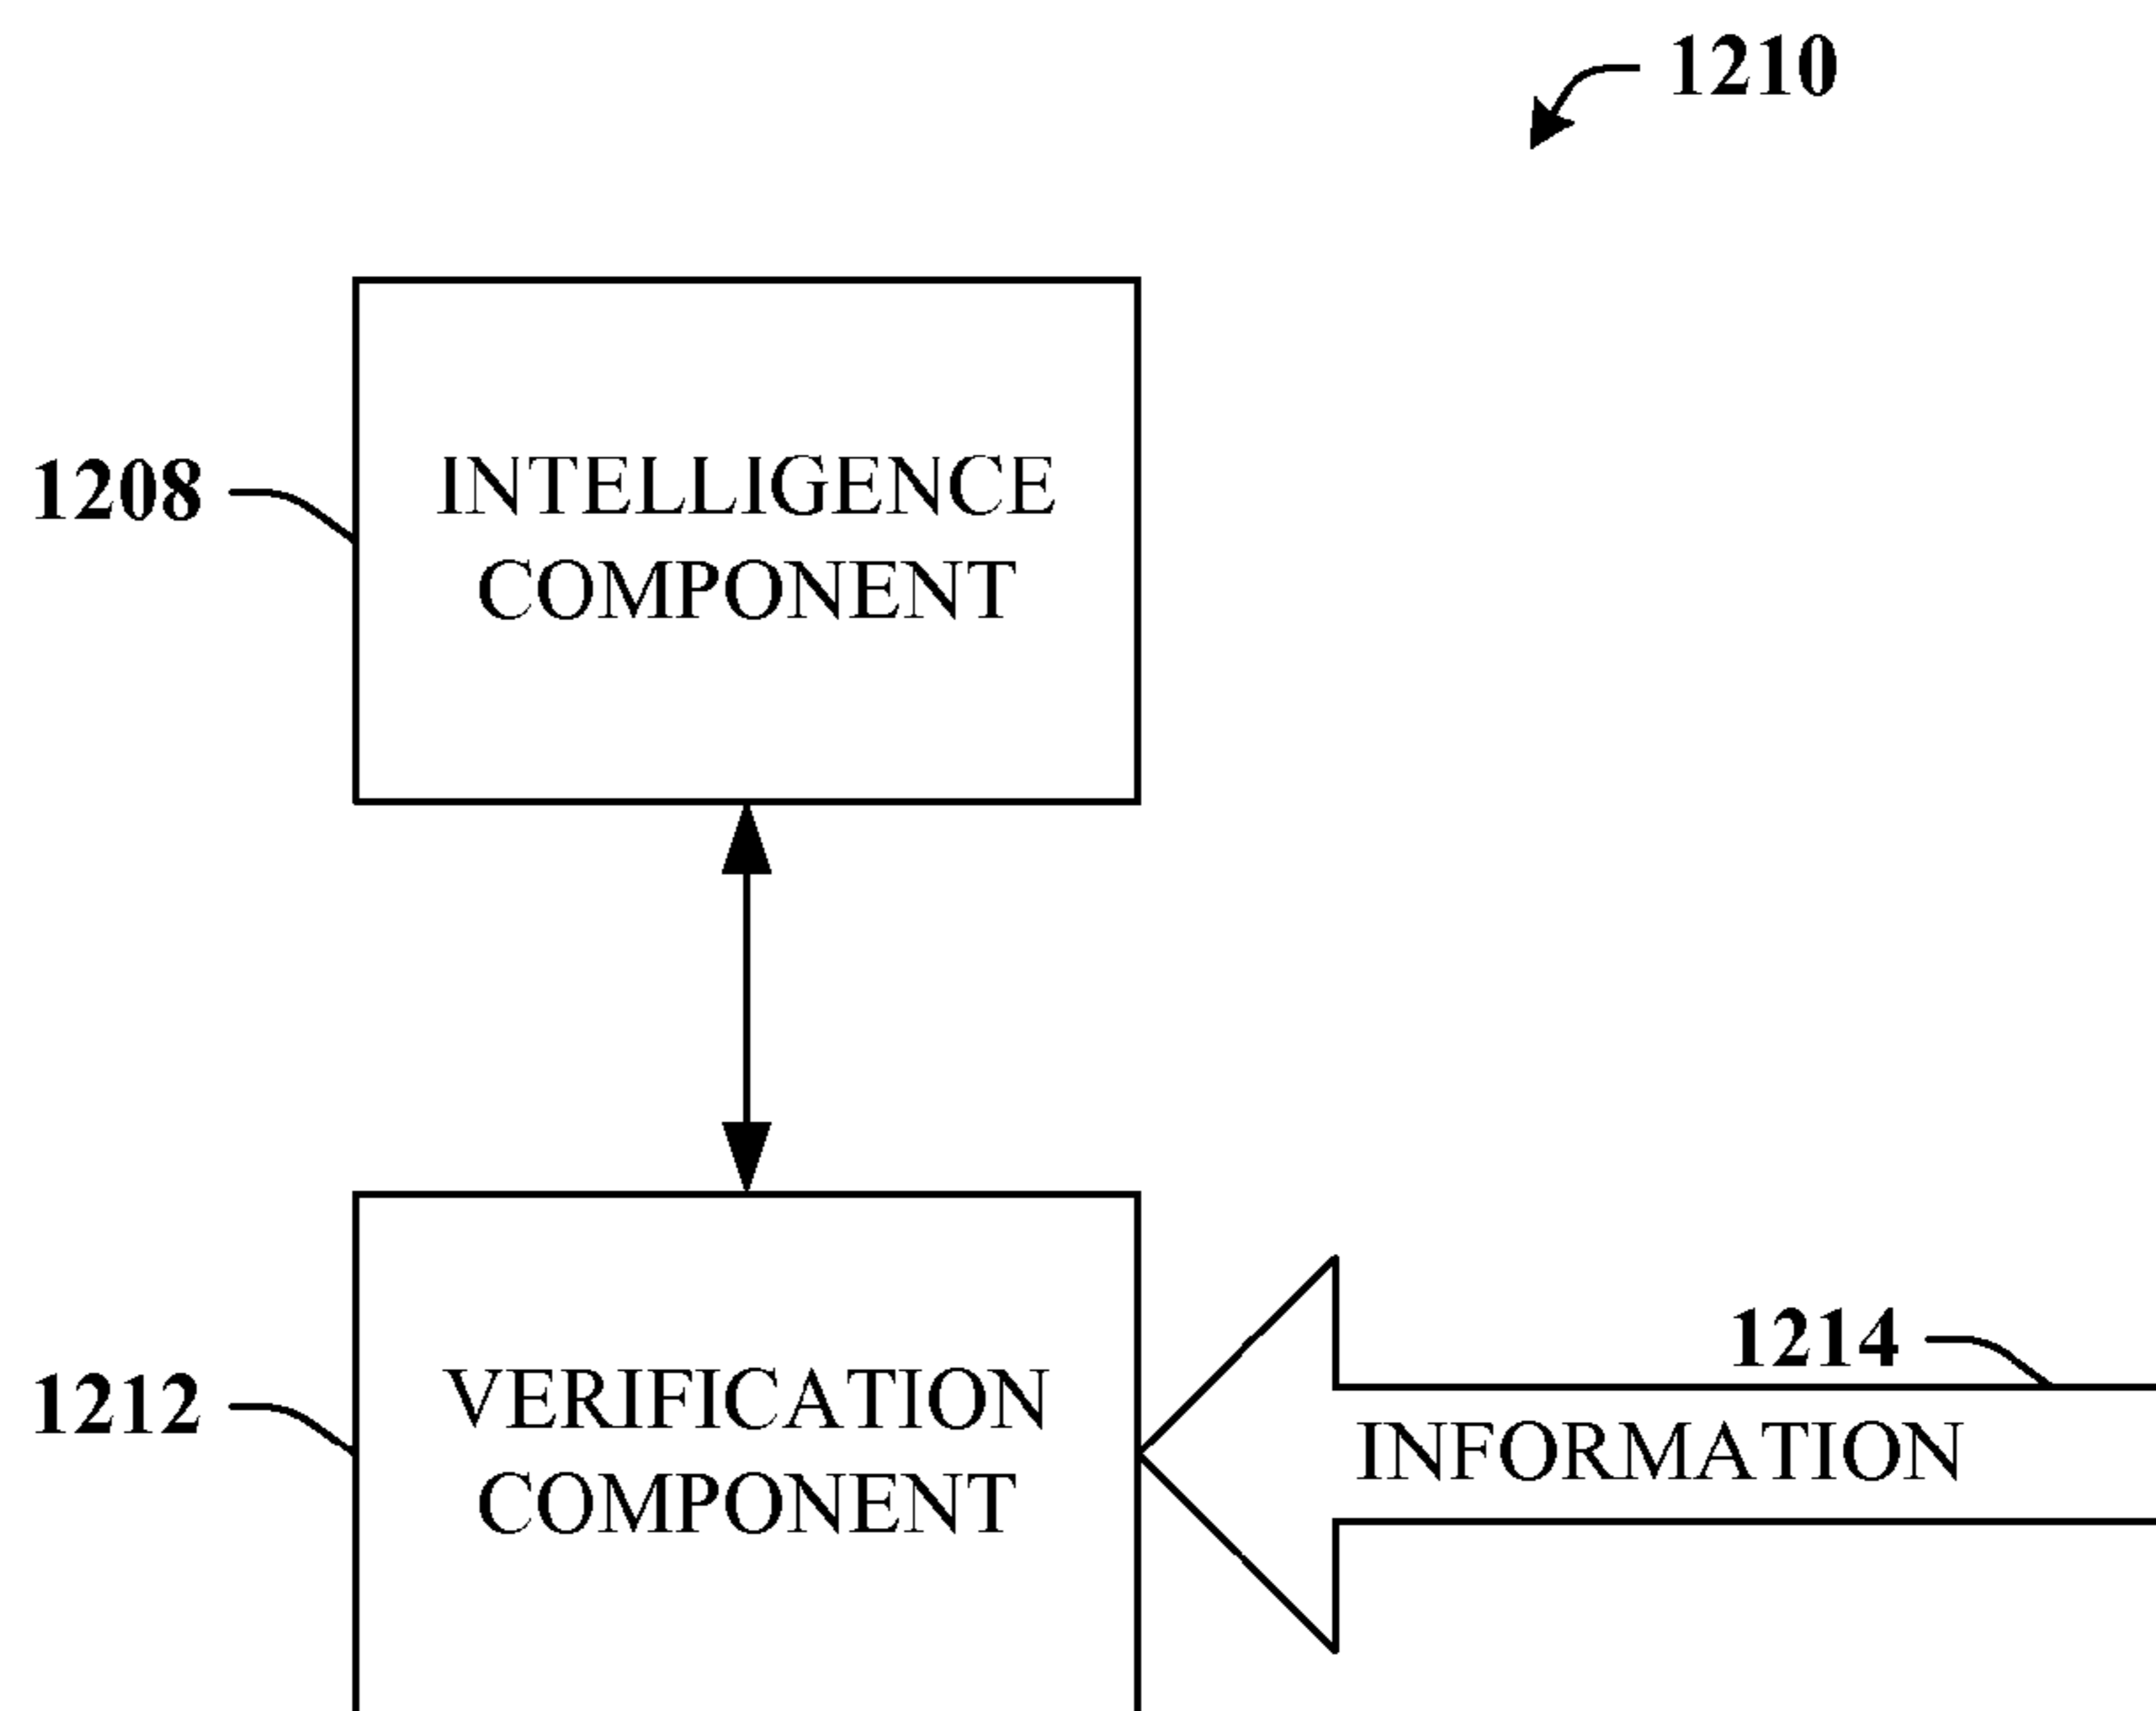 1210
1208
INTELLIGENCE
COMPONENT
1212
VERIFICATION
COMPONENT
1214
INFORMATION